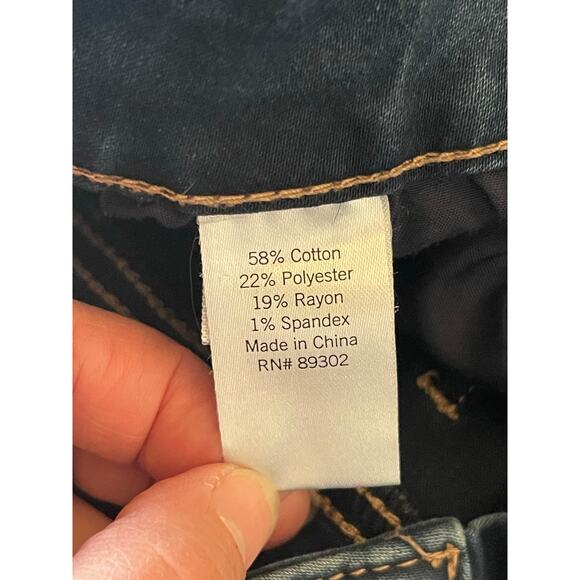 58% Cotton
22% Polyester
19% Rayon
1% Spandex
Made in China
RN# 89302